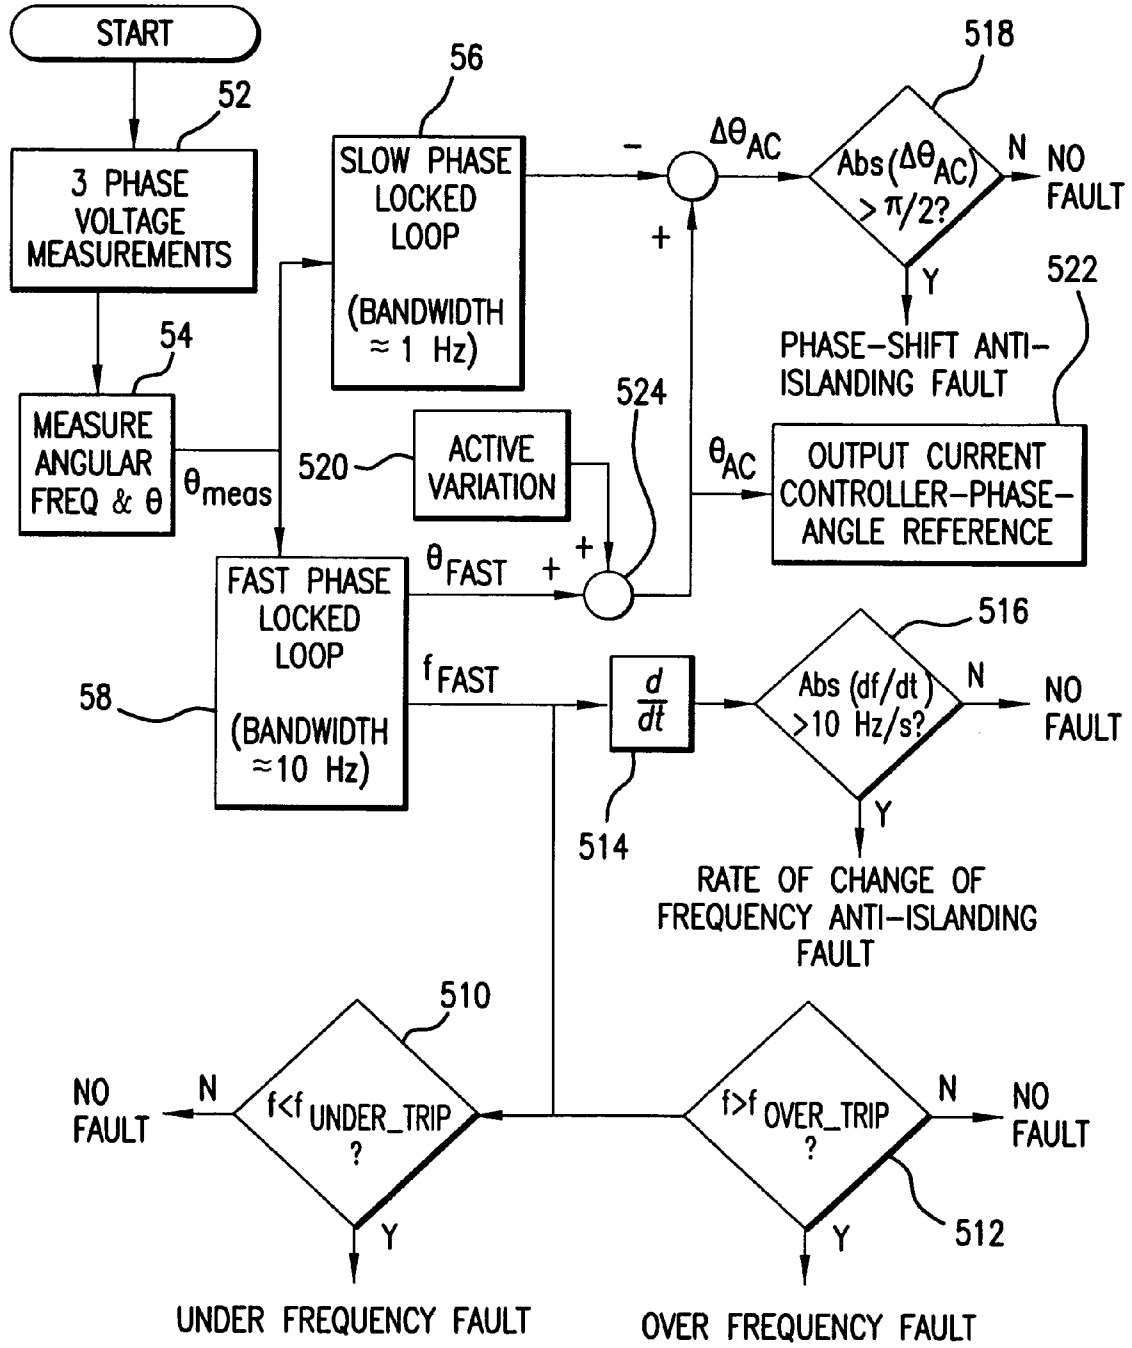 START
52
3 PHASE
VOLTAGE
MEASUREMENTS
54
MEASURE
ANGULAR
FREQ & θ
θmeas
56
SLOW PHASE
LOCKED
LOOP
(BANDWIDTH
≈ 1 Hz)
−
+
ΔθAC
518
Abs(ΔθAC)
> π/2?
N
NO
FAULT
Y
PHASE–SHIFT ANTI–
ISLANDING FAULT
522
θAC
OUTPUT CURRENT
CONTROLLER–PHASE–
ANGLE REFERENCE
520
ACTIVE
VARIATION
524
+
+
θFAST
FAST PHASE
LOCKED
LOOP
(BANDWIDTH
≈10 Hz)
58
fFAST
d
dt
514
516
Abs (df/dt)
>10 Hz/s?
N
NO
FAULT
Y
RATE OF CHANGE OF
FREQUENCY ANTI–ISLANDING
FAULT
510
f<f UNDER_TRIP
?
N
NO
FAULT
Y
UNDER FREQUENCY FAULT
f>f OVER_TRIP
?
N
NO
FAULT
512
Y
OVER FREQUENCY FAULT